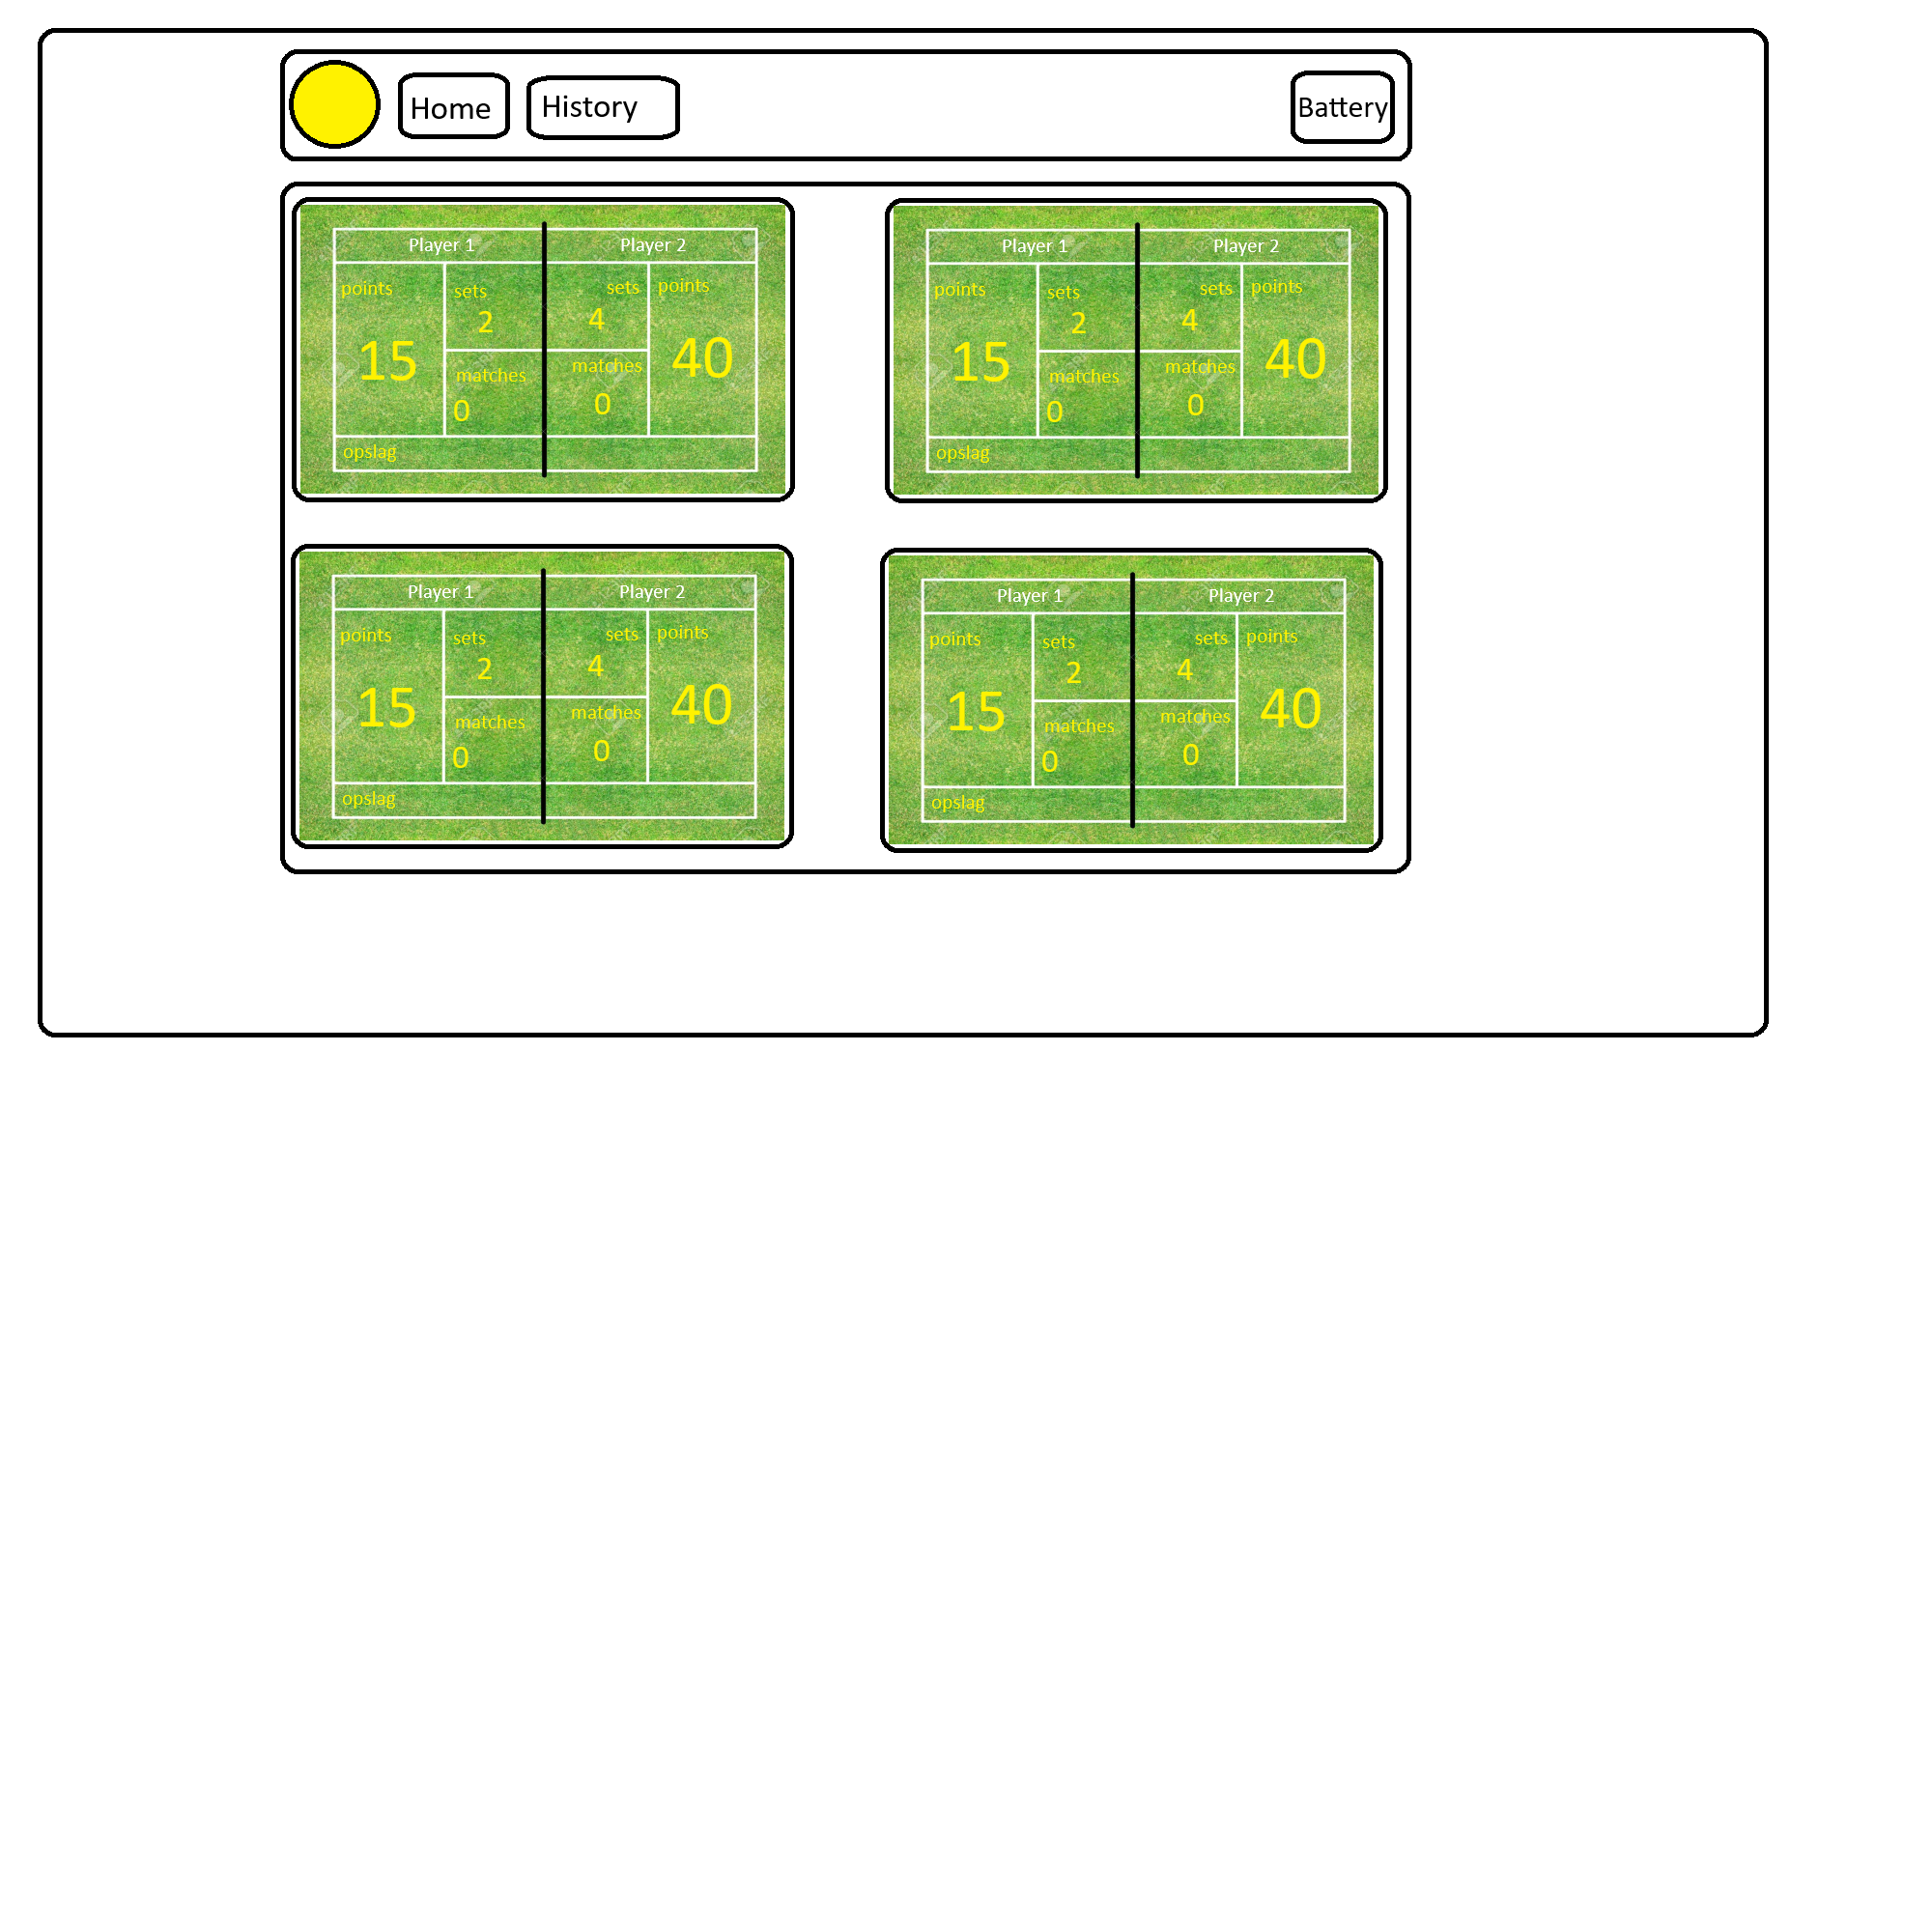 Home History Battery
Player 1 Player 2
points sets sets points
2 4
15 40
matches matches
0 0
opslag
Player 1 Player 2
points sets sets points
2 4
15 40
matches matches
0 0
opslag
Player 1 Player 2
points sets sets points
2 4
15 40
matches matches
0 0
opslag
Player 1 Player 2
points sets sets points
2 4
15 40
matches matches
0 0
opslag